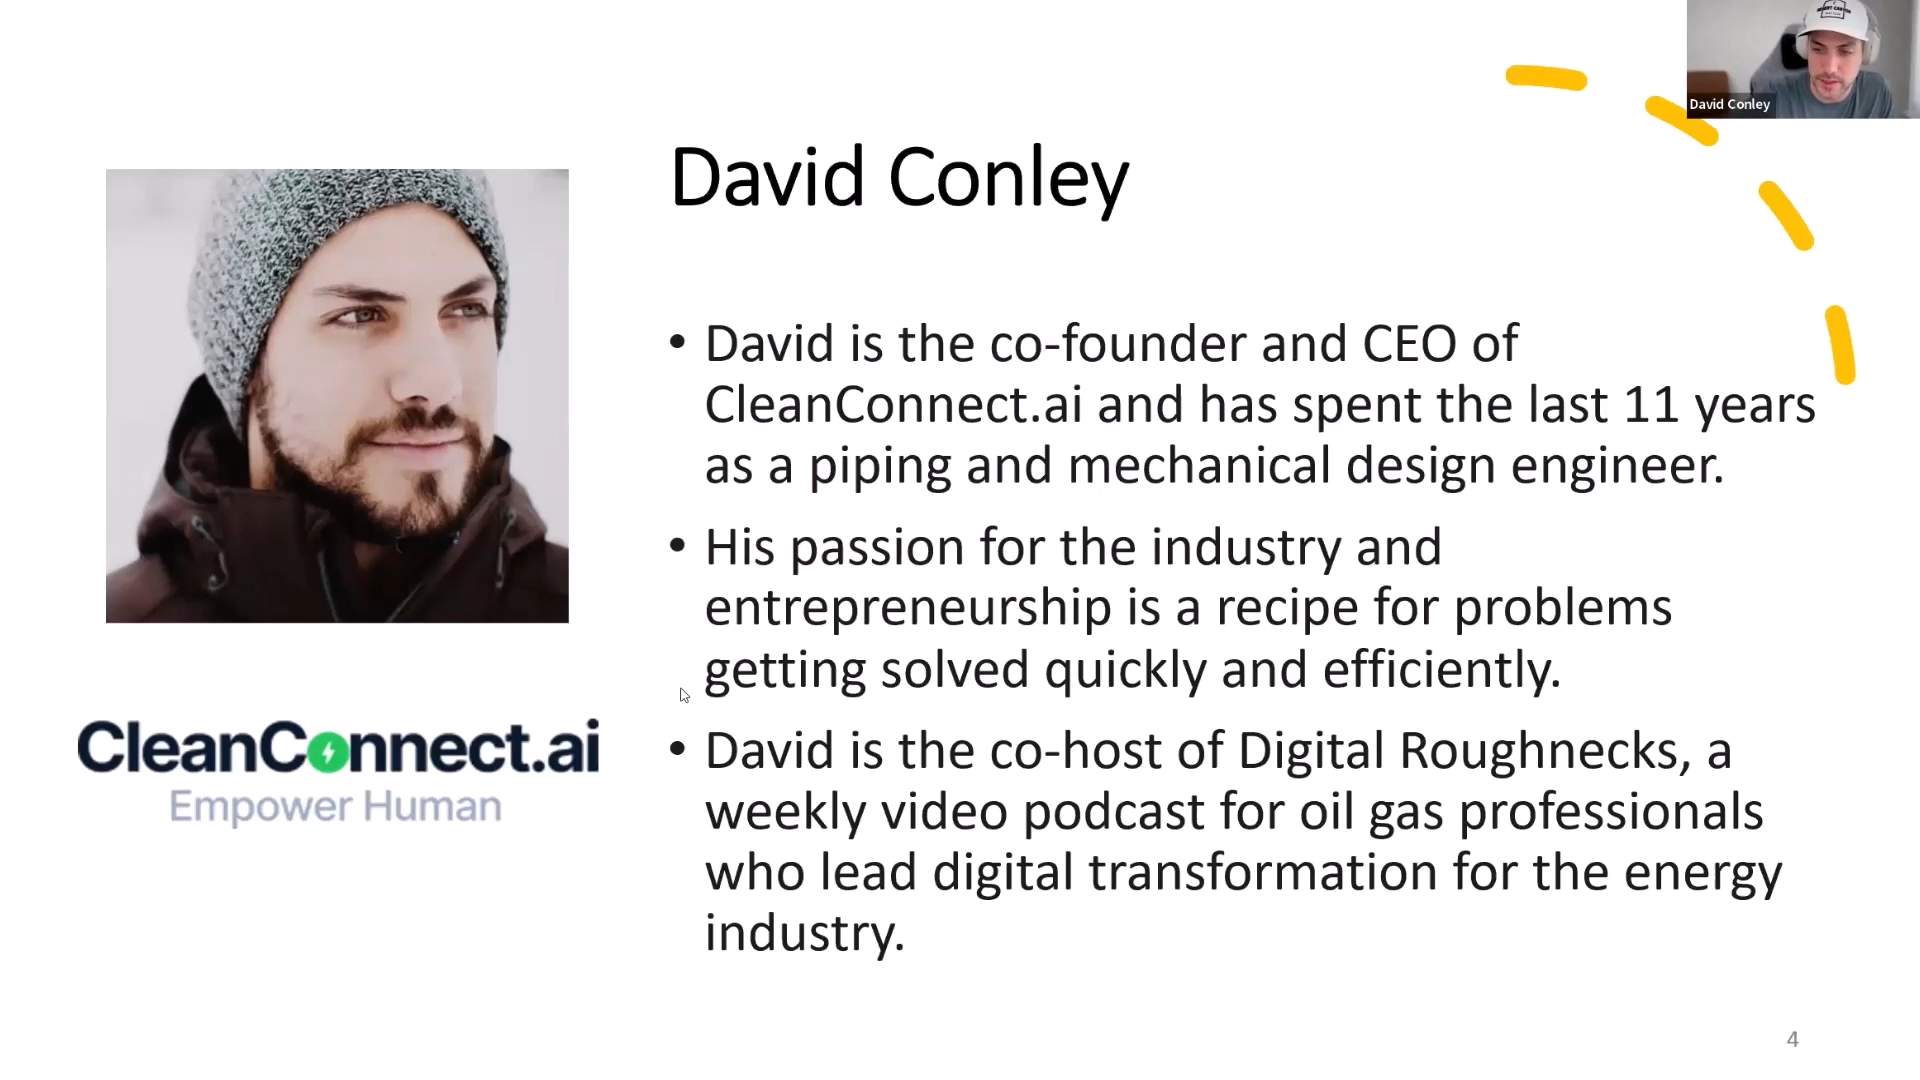 David Conley
David Conley
• David is the co-founder and CEO of
CleanConnect.ai and has spent the last 11 years
as a piping and mechanical design engineer.
• His passion for the industry and
entrepreneurship is a recipe for problems
getting solved quickly and efficiently.
• David is the co-host of Digital Roughnecks, a
weekly video podcast for oil gas professionals
who lead digital transformation for the energy
industry.
CleanConnect.ai
Empower Human
4